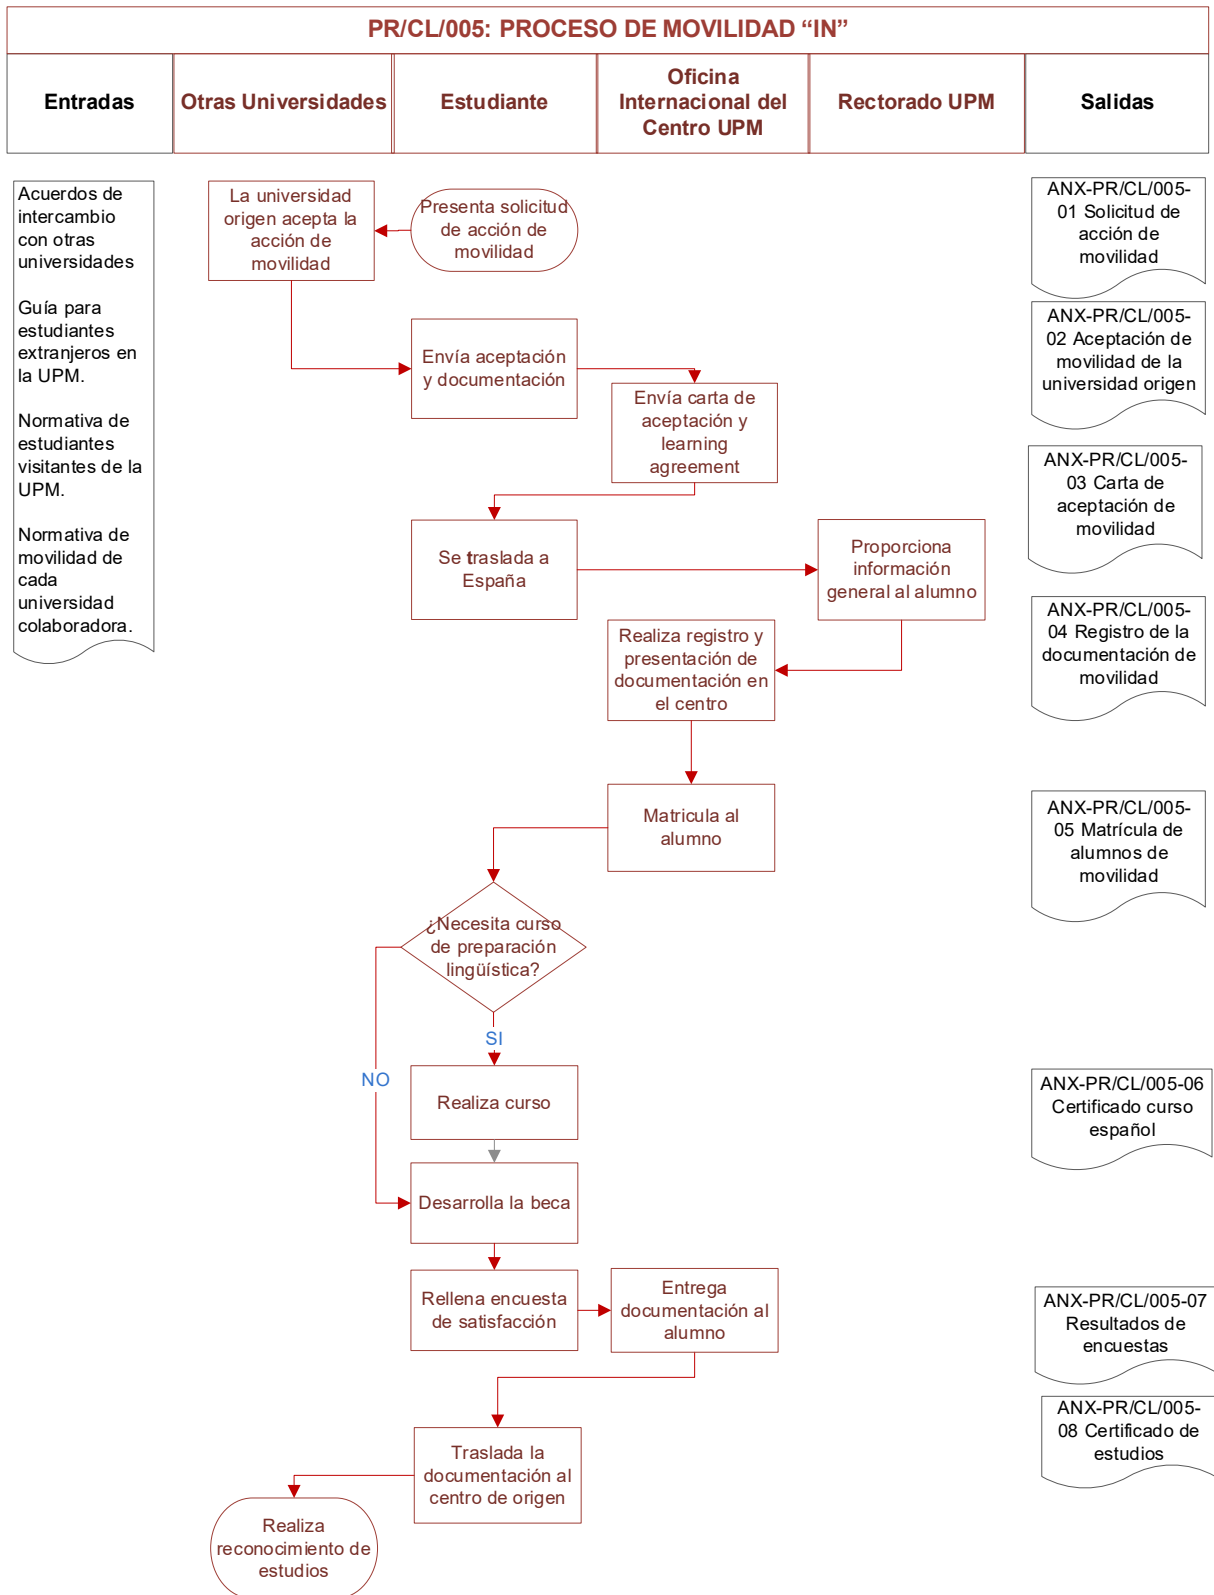 PR/CL/005: PROCESO DE MOVILIDAD “IN”
Entradas
Otras Universidades
Estudiante
Oficina
Internacional del
Centro UPM
Rectorado UPM
Salidas
Acuerdos de
intercambio
con otras
universidades
Guía para
estudiantes
extranjeros en
la UPM.
Normativa de
estudiantes
visitantes de la
UPM.
Normativa de
movilidad de
cada
universidad
colaboradora.
La universidad
origen acepta la
acción de
movilidad
Presenta solicitud
de acción de
movilidad
ANX-PR/CL/005-
01 Solicitud de
acción de
movilidad
Envía aceptación
y documentación
ANX-PR/CL/005-
02 Aceptación de
movilidad de la
universidad origen
Envía carta de
aceptación y
learning
agreement
ANX-PR/CL/005-
03 Carta de
aceptación de
movilidad
Se traslada a
España
Proporciona
información
general al alumno
Realiza registro y
presentación de
documentación en
el centro
ANX-PR/CL/005-
04 Registro de la
documentación de
movilidad
Matricula al
alumno
ANX-PR/CL/005-
05 Matrícula de
alumnos de
movilidad
¿Necesita curso
de preparación
lingüística?
SI
NO
Realiza curso
ANX-PR/CL/005-06
Certificado curso
español
Desarrolla la beca
Rellena encuesta
de satisfacción
Entrega
documentación al
alumno
ANX-PR/CL/005-07
Resultados de
encuestas
ANX-PR/CL/005-
08 Certificado de
estudios
Traslada la
documentación al
centro de origen
Realiza
reconocimiento de
estudios